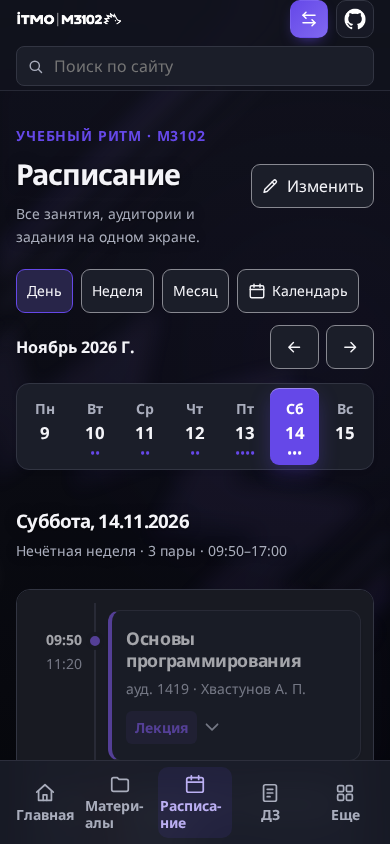 ITMO | M3102
Поиск по сайту
УЧЕБНЫЙ РИТМ · M3102
Расписание
Изменить
Все занятия, аудитории и
задания на одном экране.
День Неделя Месяц Календарь
Ноябрь 2026 Г.
Пн Вт Ср Чт Пт Сб Вс
9 10 11 12 13 14 15
Суббота, 14.11.2026
Нечётная неделя · 3 пары · 09:50–17:00
09:50
11:20
Основы
программирования
ауд. 1419 · Хвастунов А. П.
Лекция
Главная
Матери-
алы
Расписа-
ние
ДЗ
Еще